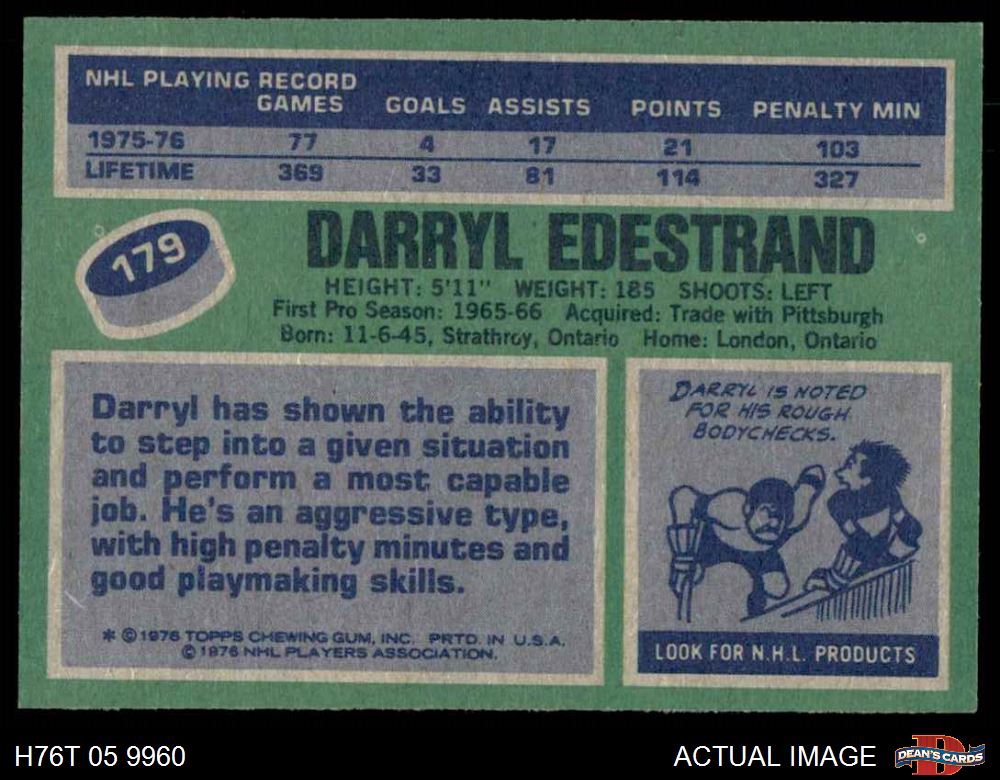 NHL PLAYING RECORD
GAMES GOALS ASSISTS POINTS PENALTY MIN
1975-76 77 4 17 21 103
LIFETIME 369 33 81 114 327
179
DARRYL EDESTRAND
HEIGHT: 5'11" WEIGHT: 185 SHOOTS: LEFT
First Pro Season: 1965-66 Acquired: Trade with Pittsburgh
Born: 11-6-45, Strathroy, Ontario Home: London, Ontario
Darryl has shown the ability
to step into a given situation
and perform a most capable
job. He's an aggressive type,
with high penalty minutes and
good playmaking skills.
* © 1976 TOPPS CHEWING GUM, INC. PRTD. IN U.S.A.
© 1976 NHL PLAYERS ASSOCIATION.
DARRYL IS NOTED
FOR HIS ROUGH
BODYCHECKS.
LOOK FOR N.H.L. PRODUCTS
H76T 05 9960
ACTUAL IMAGE
D
DEAN'S CARDS